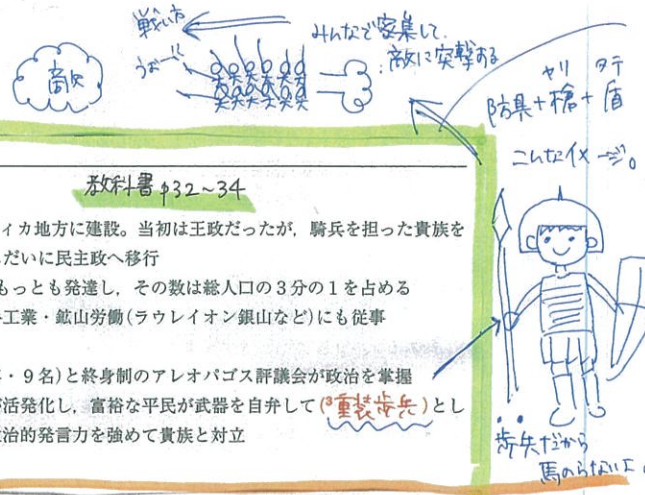 戦い方
うおー!!
敵
みんなで密集して、
敵に突撃する
ヤリ タテ
防具+槍+盾
こんなイメージ。
教科書p32~34
ィカ地方に建設。当初は王政だったが,騎兵を担った貴族を
だいに民主政へ移行
もっとも発達し,その数は総人口の3分の1を占める
工業・鉱山労働(ラウレイオン銀山など)にも従事
・9名)と終身制のアレオパゴス評議会が政治を掌握
が活発化し,富裕な平民が武器を自弁して(³重装歩兵)とし
治的発言力を強めて貴族と対立
歩兵だから
馬のらないよ